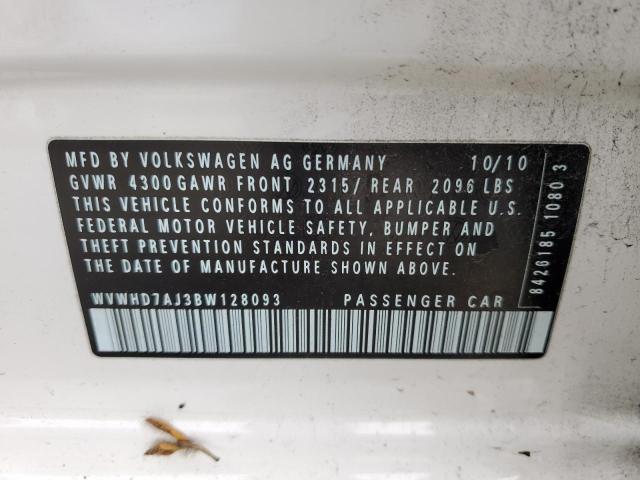 MFD BY VOLKSWAGEN AG GERMANY 10/10
GVWR 4300 GAWR FRONT 2315/ REAR 2096 LBS
THIS VEHICLE CONFORMS TO ALL APPLICABLE U.S.
FEDERAL MOTOR VEHICLE SAFETY, BUMPER AND
THEFT PREVENTION STANDARDS IN EFFECT ON
THE DATE OF MANUFACTURE SHOWN ABOVE.
WVWHD7AJ3BW128093 PASSENGER CAR
8426185 1080 3